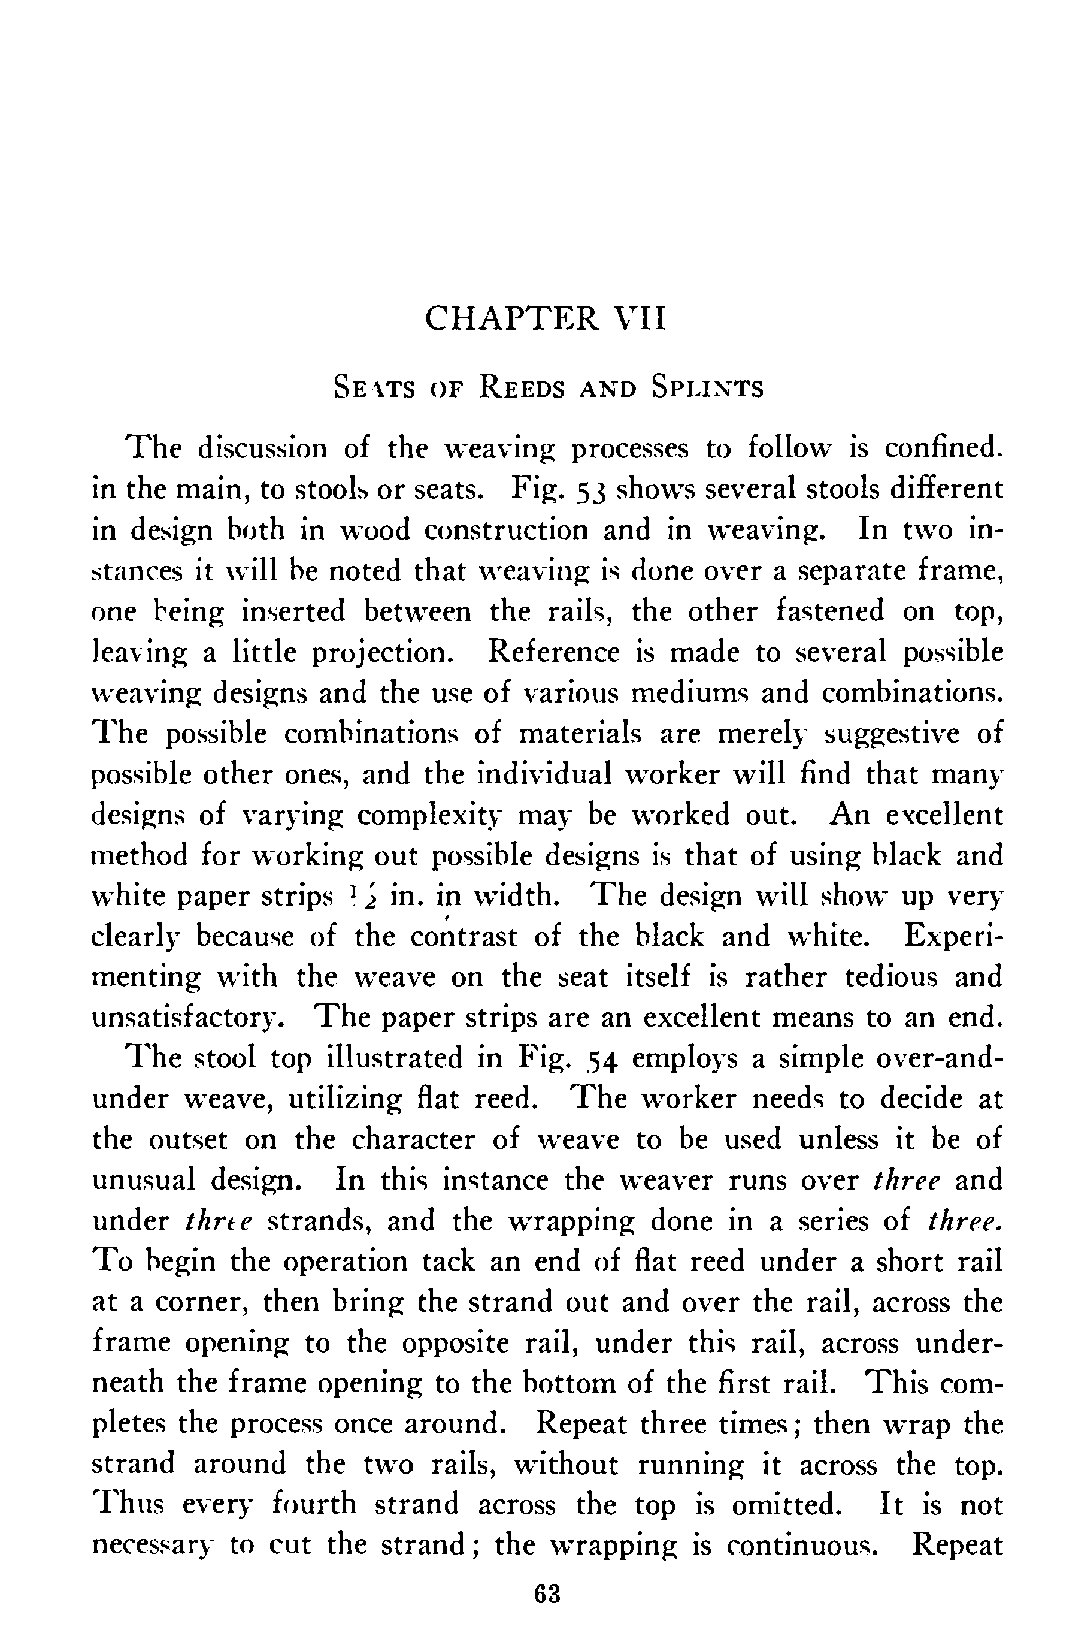 CHAPTER VII
SEATS OF REEDS AND SPLINTS
The discussion of the weaving processes to follow is confined.
in the main, to stools or seats. Fig. 53 shows several stools different
in design both in wood construction and in weaving. In two in-
stances it will be noted that weaving is done over a separate frame,
one being inserted between the rails, the other fastened on top,
leaving a little projection. Reference is made to several possible
weaving designs and the use of various mediums and combinations.
The possible combinations of materials are merely suggestive of
possible other ones, and the individual worker will find that many
designs of varying complexity may be worked out. An excellent
method for working out possible designs is that of using black and
white paper strips ½ in. in width. The design will show up very
clearly because of the contrast of the black and white. Experi-
menting with the weave on the seat itself is rather tedious and
unsatisfactory. The paper strips are an excellent means to an end.
The stool top illustrated in Fig. 54 employs a simple over-and-
under weave, utilizing flat reed. The worker needs to decide at
the outset on the character of weave to be used unless it be of
unusual design. In this instance the weaver runs over three and
under three strands, and the wrapping done in a series of three.
To begin the operation tack an end of flat reed under a short rail
at a corner, then bring the strand out and over the rail, across the
frame opening to the opposite rail, under this rail, across under-
neath the frame opening to the bottom of the first rail. This com-
pletes the process once around. Repeat three times; then wrap the
strand around the two rails, without running it across the top.
Thus every fourth strand across the top is omitted. It is not
necessary to cut the strand; the wrapping is continuous. Repeat
63